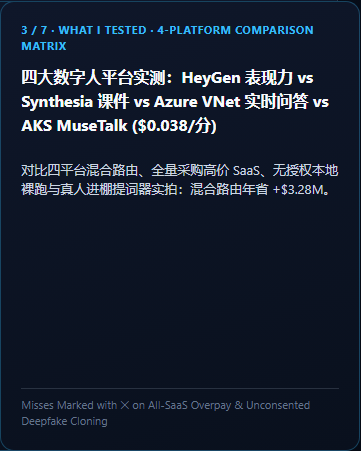 3 / 7 · WHAT I TESTED · 4-PLATFORM COMPARISON
MATRIX
四大数字人平台实测：HeyGen 表现力 vs
Synthesia 课件 vs Azure VNet 实时问答 vs
AKS MuseTalk ($0.038/分)
对比四平台混合路由、全量采购高价 SaaS、无授权本地
裸跑与真人进棚提词器实拍：混合路由年省 +$3.28M。
Misses Marked with ✕ on All-SaaS Overpay & Unconsented
Deepfake Cloning